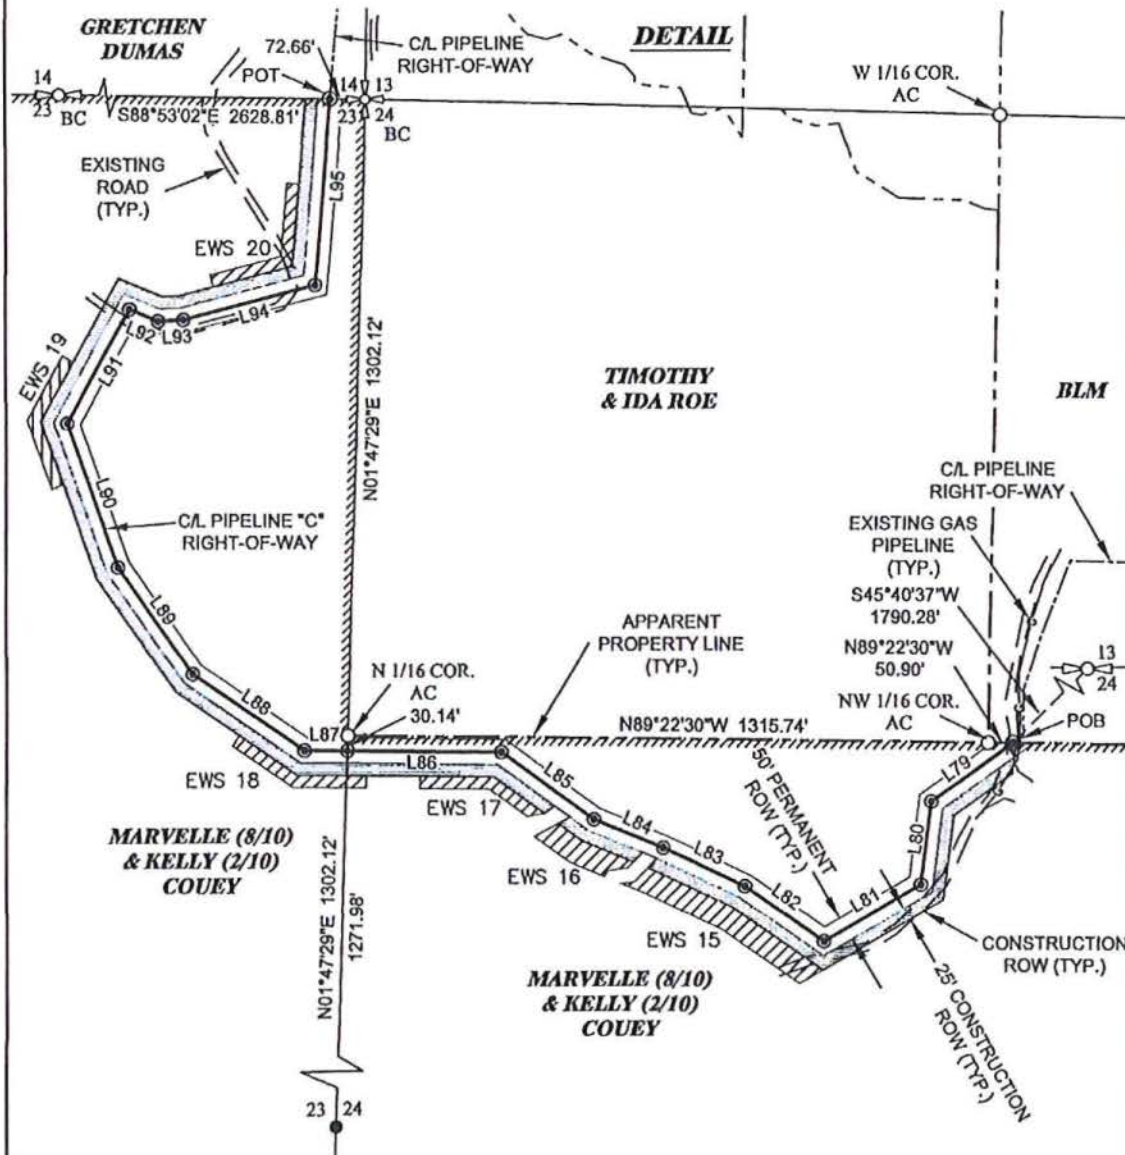 GRETCHEN
DUMAS
72.66'
C/L PIPELINE
RIGHT-OF-WAY
DETAIL
W 1/16 COR.
AC
POT
14
23
BC
14
13
23
24
BC
S88°53'02"E 2628.81'
EXISTING
ROAD
(TYP.)
L95
EWS 20
L94
L93
L92
L91
EWS 19
N01°47'29"E 1302.12'
TIMOTHY
& IDA ROE
BLM
C/L PIPELINE
RIGHT-OF-WAY
L90
C/L PIPELINE "C"
RIGHT-OF-WAY
EXISTING GAS
PIPELINE
(TYP.)
S45°40'37"W
1790.28'
L89
APPARENT
PROPERTY LINE
(TYP.)
N89°22'30"W
50.90'
13
24
N 1/16 COR.
AC
30.14'
NW 1/16 COR.
AC
POB
L88
L87
N89°22'30"W 1315.74'
L86
EWS 18
EWS 17
L85
L79
50' PERMANENT
ROW (TYP.)
L84
L80
L83
MARVELLE (8/10)
& KELLY (2/10)
COUEY
EWS 16
L82
L81
EWS 15
CONSTRUCTION
ROW (TYP.)
N01°47'29"E 1302.12'
1271.98'
MARVELLE (8/10)
& KELLY (2/10)
COUEY
25' CONSTRUCTION
ROW (TYP.)
23
24